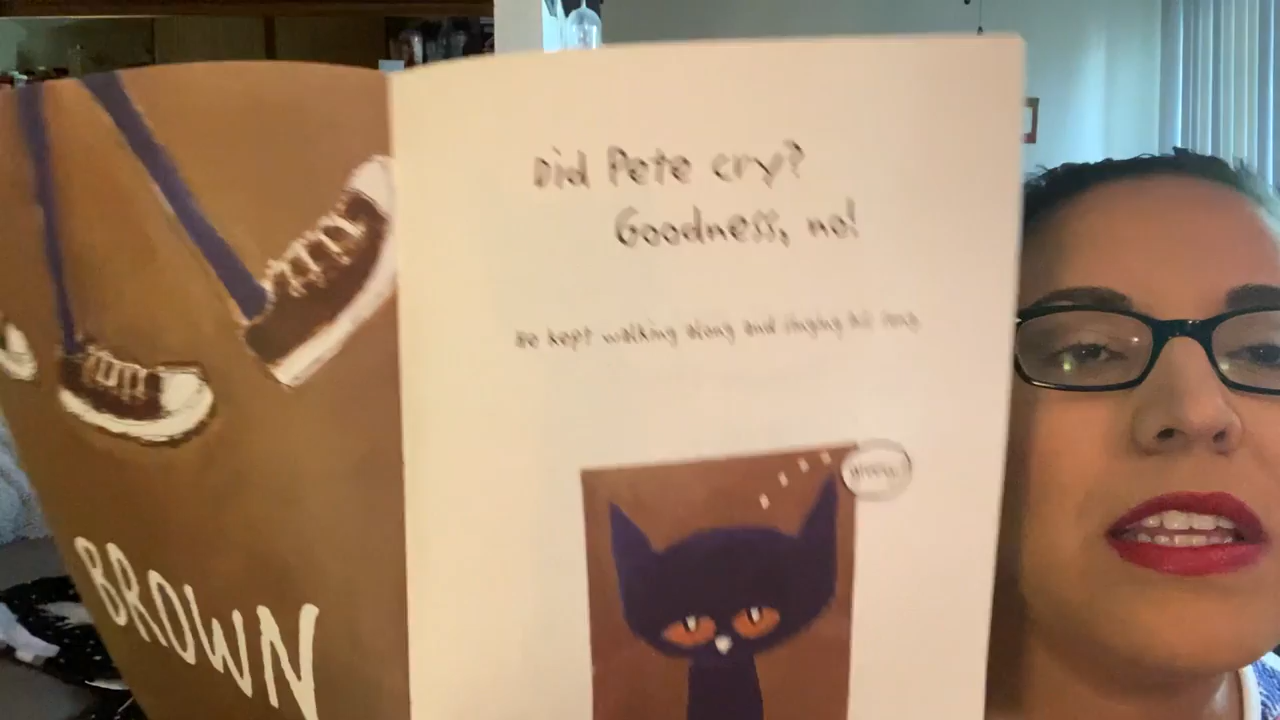 BROWN
Did Pete cry?
Goodness, no!
He kept walking along and singing his song.